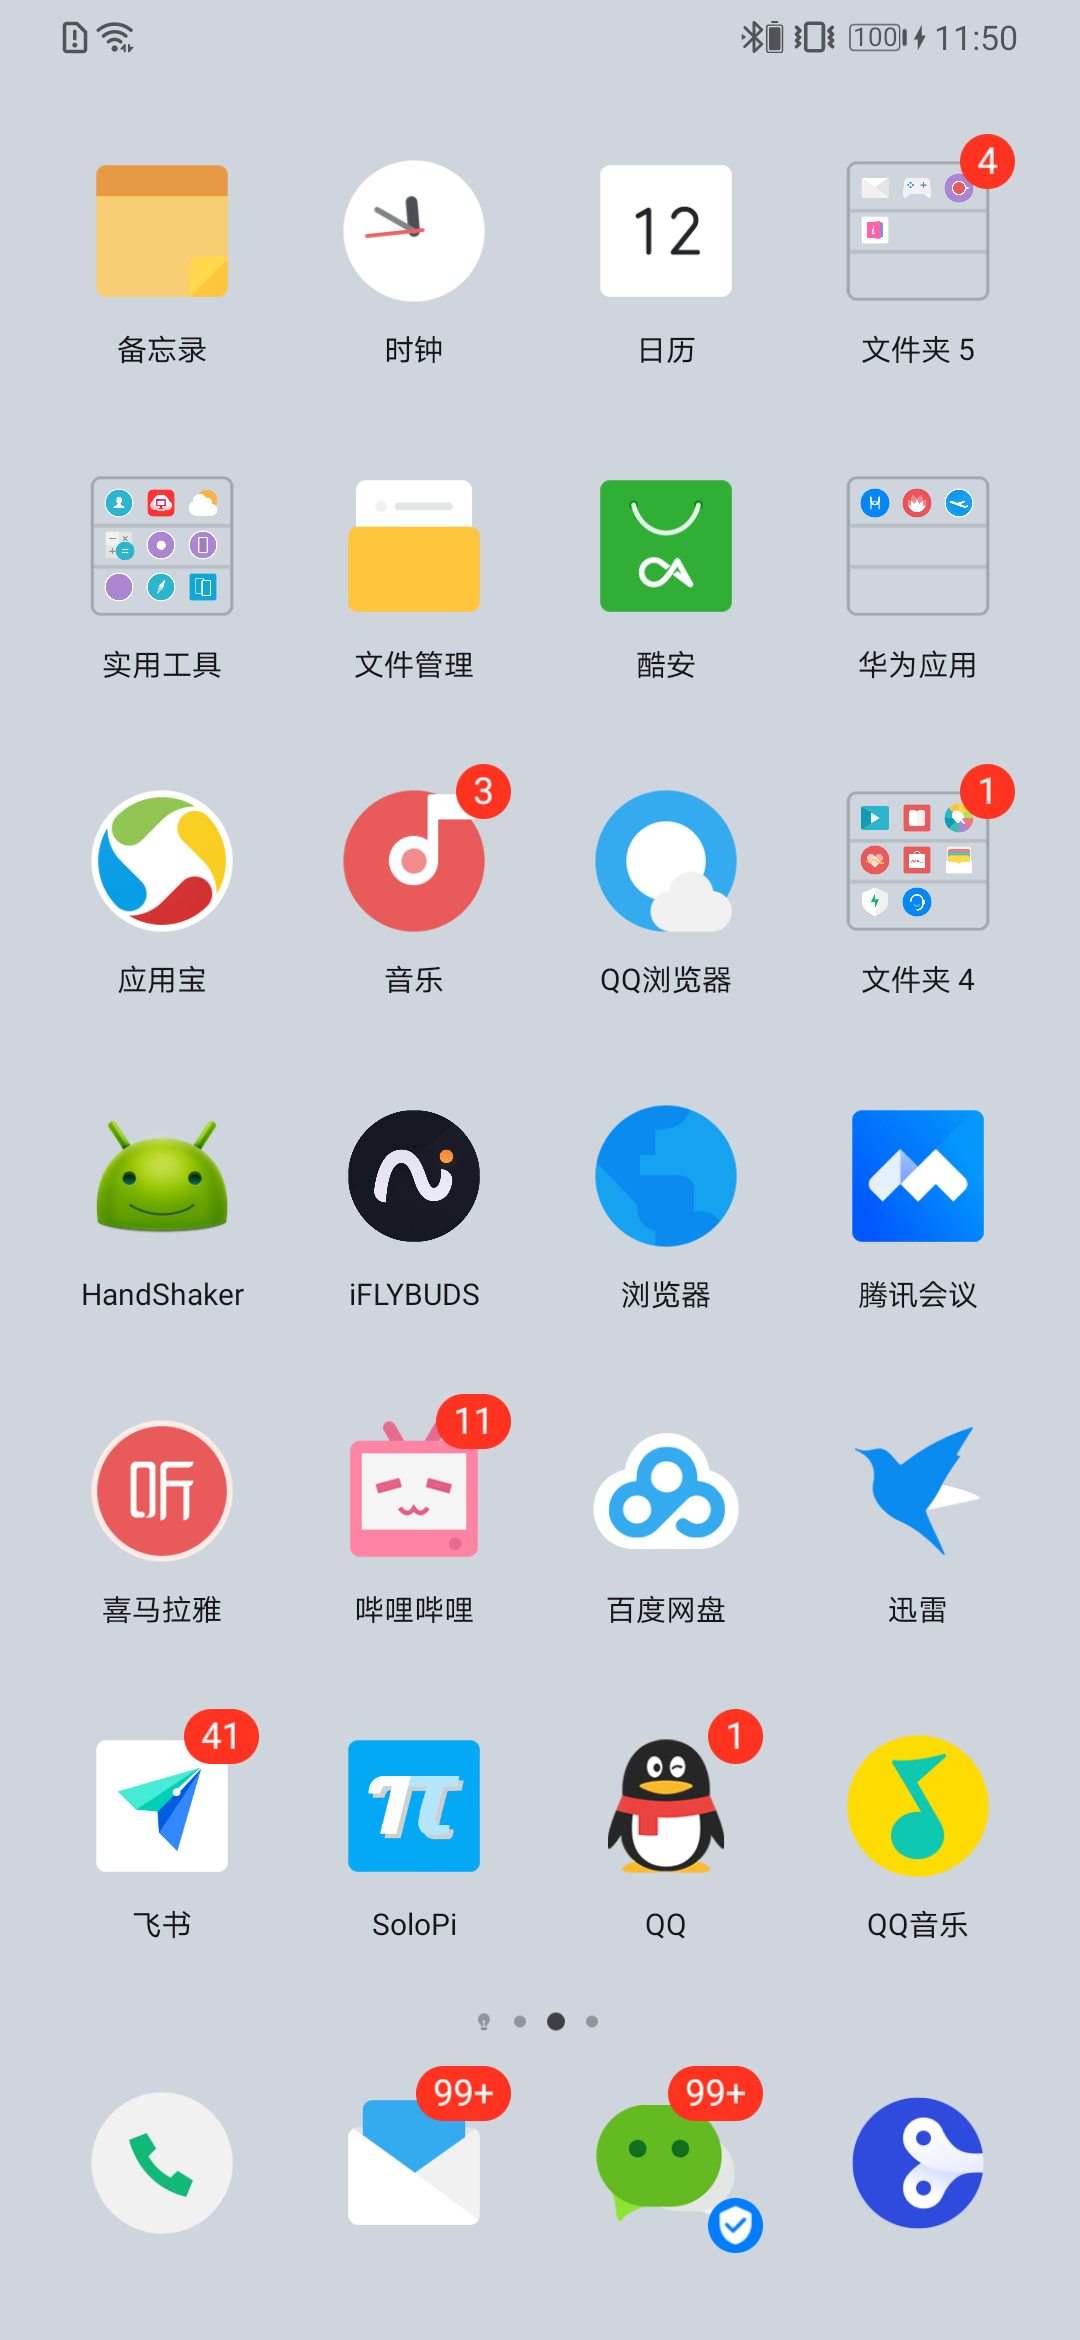 100 11:50
12
4
备忘录 时钟 日历 文件夹 5
实用工具 文件管理 酷安 华为应用
3 1
应用宝 音乐 QQ浏览器 文件夹 4
HandShaker iFLYBUDS 浏览器 腾讯会议
听
11
喜马拉雅 哔哩哔哩 百度网盘 迅雷
41 1
π
飞书 SoloPi QQ QQ音乐
99+ 99+